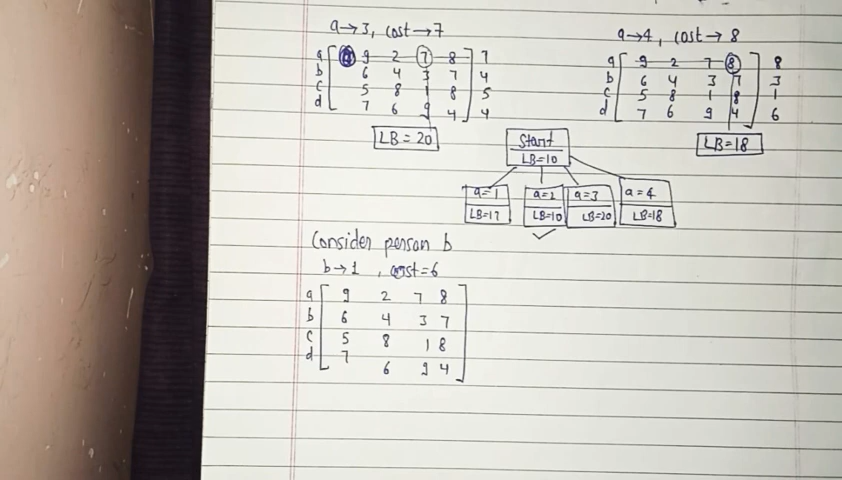 a→3, cost→7
a 9 2 7 8 7
b 6 4 3 7 4
c 5 8 1 8 5
d 7 6 9 4 4
LB = 20
a→4, cost→8
a 9 2 7 8 8
b 6 4 3 7 3
c 5 8 1 8 1
d 7 6 9 4 6
LB=18
Start
LB=10
a=1 a=2 a=3 a=4
LB=17 LB=10 LB=20 LB=18
Consider person b
b→1, cost=6
a 9 2 7 8
b 6 4 3 7
c 5 8 1 8
d 7 6 9 4